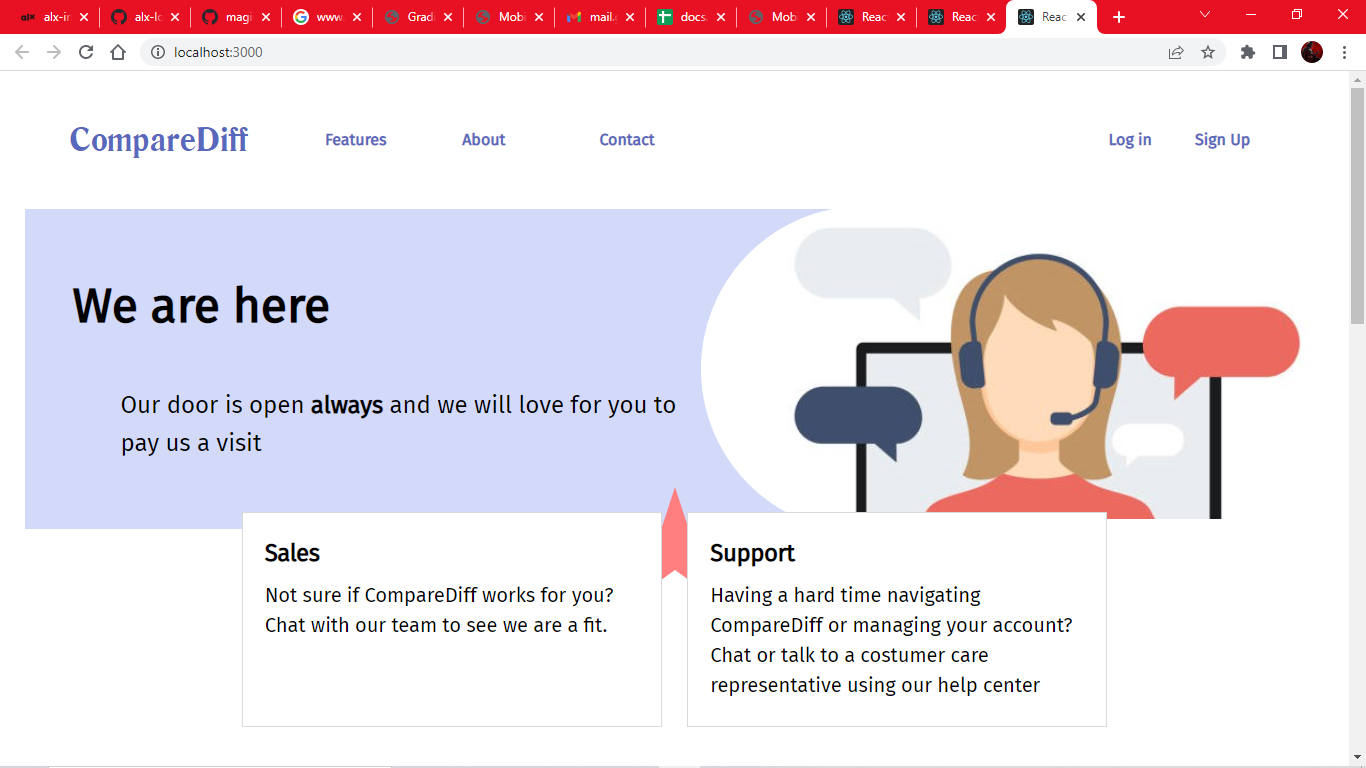 alx-in
alx-lo
magi
www.
Gradi
Mobi
mail.g
docs.
Mob
Reac
Reac
Reac
localhost:3000
CompareDiff
Features
About
Contact
Log in
Sign Up
We are here
Our door is open always and we will love for you to
pay us a visit
Sales
Not sure if CompareDiff works for you?
Chat with our team to see we are a fit.
Support
Having a hard time navigating
CompareDiff or managing your account?
Chat or talk to a costumer care
representative using our help center